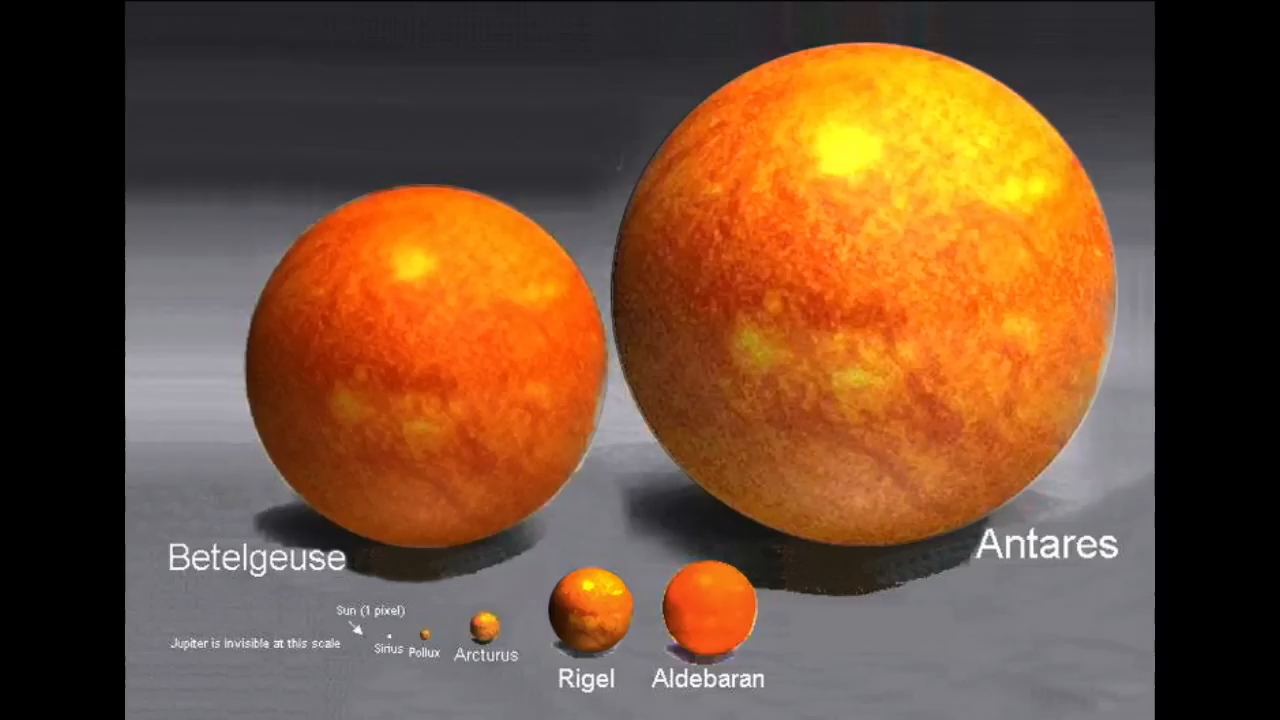 Betelgeuse
Antares
Sun (1 pixel)
Jupiter is invisible at this scale
Sirius
Pollux
Arcturus
Rigel
Aldebaran